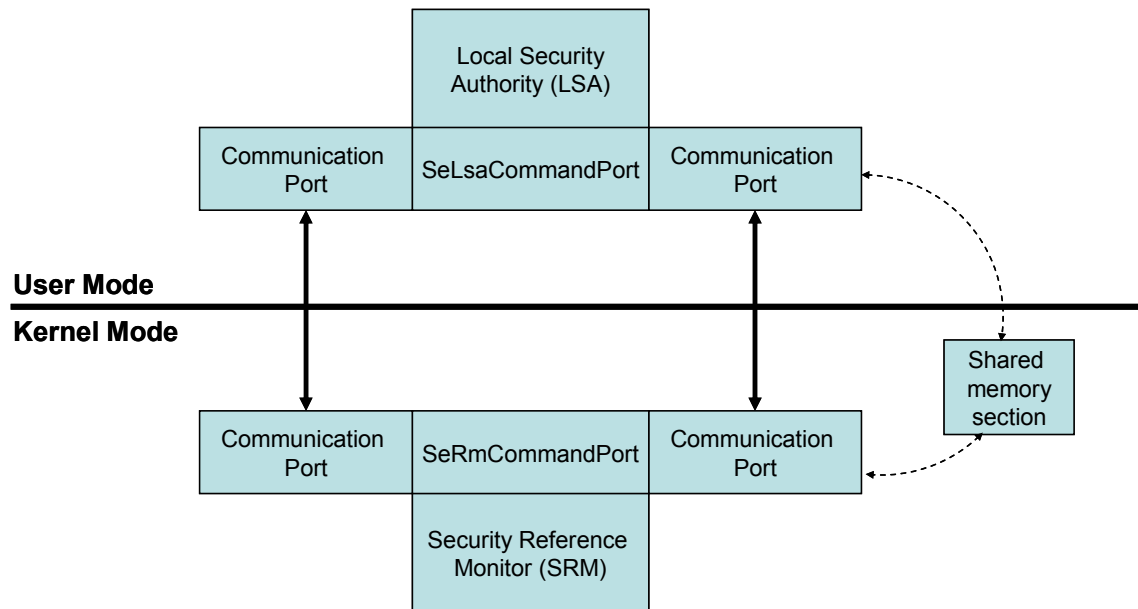 Local Security
Authority (LSA)
Communication
Port
SeLsaCommandPort
Communication
Port
User Mode
Kernel Mode
Shared
memory
section
Communication
Port
SeRmCommandPort
Communication
Port
Security Reference
Monitor (SRM)